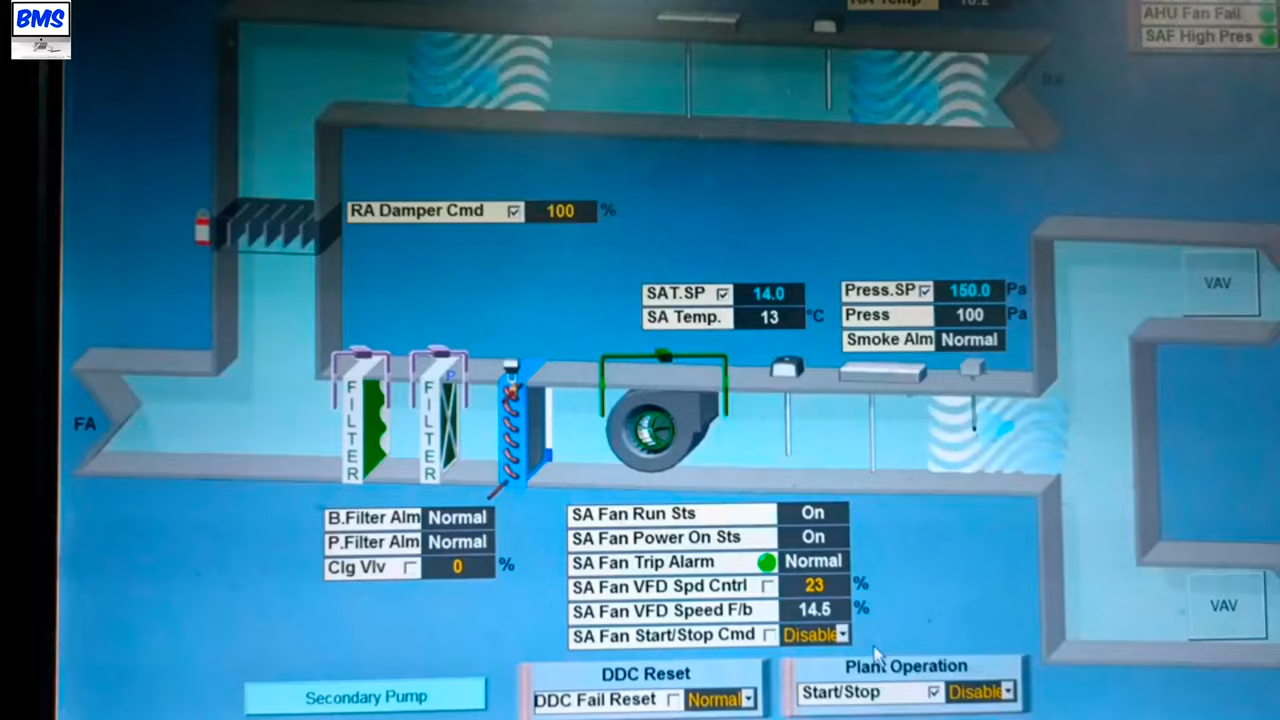 BMS
RA Temp
AHU Fan Fail
SAF High Pres
RA Damper Cmd 100 %
SAT.SP 14.0
SA Temp. 13 °C
Press.SP 150.0 Pa
Press 100 Pa
Smoke Alm Normal
VAV
FA
FILTER
FILTER
B.Filter Alm Normal
P.Filter Alm Normal
Clg Vlv 0 %
SA Fan Run Sts On
SA Fan Power On Sts On
SA Fan Trip Alarm Normal
SA Fan VFD Spd Cntrl 23 %
SA Fan VFD Speed F/b 14.5 %
SA Fan Start/Stop Cmd Disable
VAV
Secondary Pump
DDC Reset
DDC Fail Reset Normal
Plant Operation
Start/Stop Disable